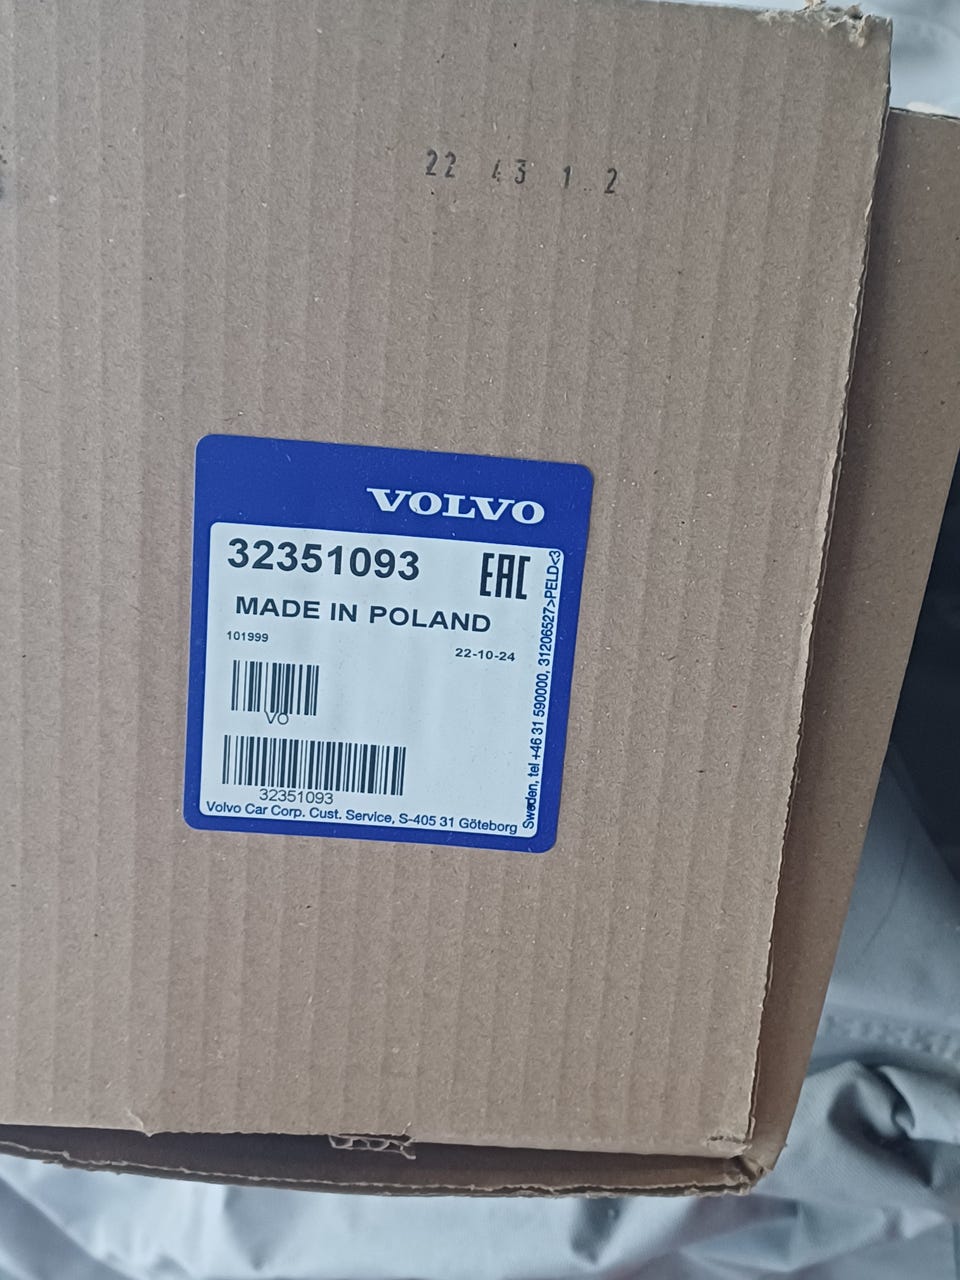 22 43 1 2
VOLVO
32351093 EAC
MADE IN POLAND
101999
22-10-24
VO
32351093
Volvo Car Corp. Cust. Service, S-405 31 Göteborg
Sweden, tel +46 31 590000, 31206527>PELD<3